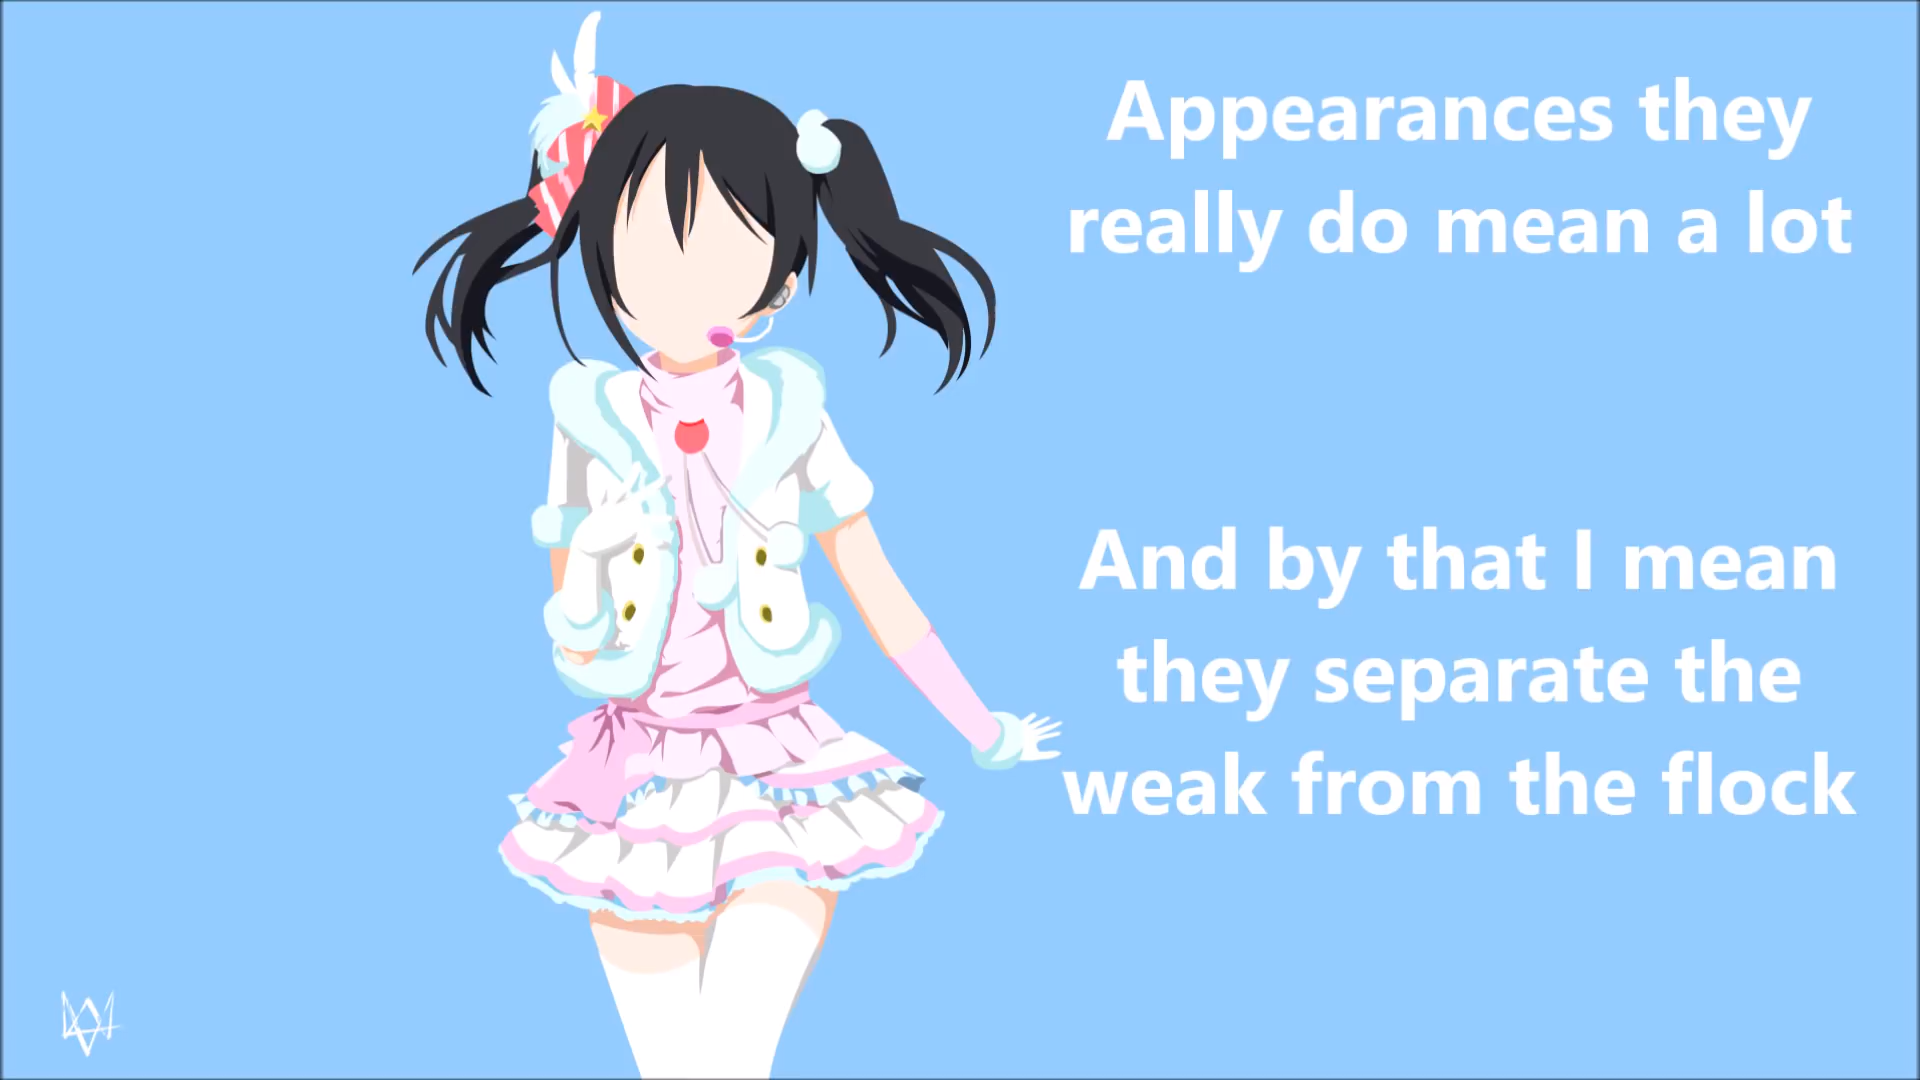 Appearances they
really do mean a lot
And by that I mean
they separate the
weak from the flock